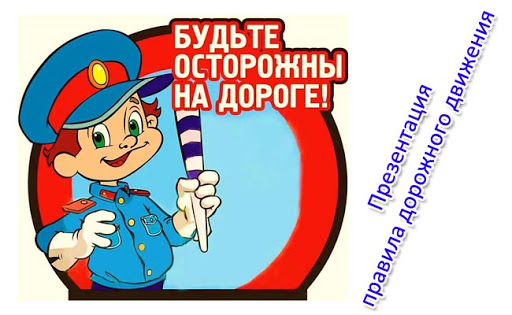 БУДЬТЕ
ОСТОРОЖНЫ
НА ДОРОГЕ!
Презентация
правила дорожного движения